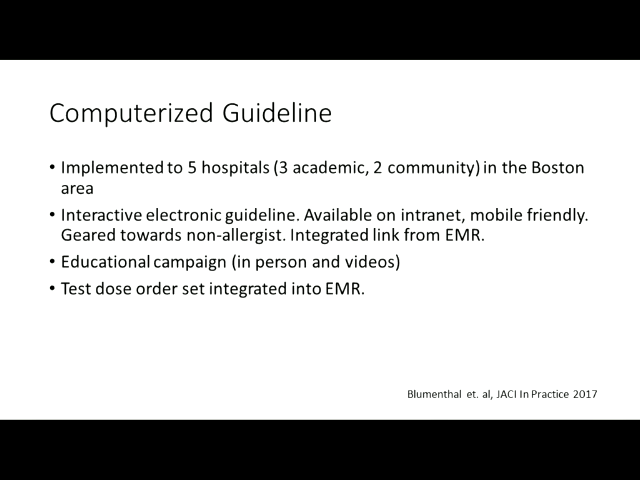 Computerized Guideline
• Implemented to 5 hospitals (3 academic, 2 community) in the Boston
area
• Interactive electronic guideline. Available on intranet, mobile friendly.
Geared towards non-allergist. Integrated link from EMR.
• Educational campaign (in person and videos)
• Test dose order set integrated into EMR.
Blumenthal et. al, JACI In Practice 2017